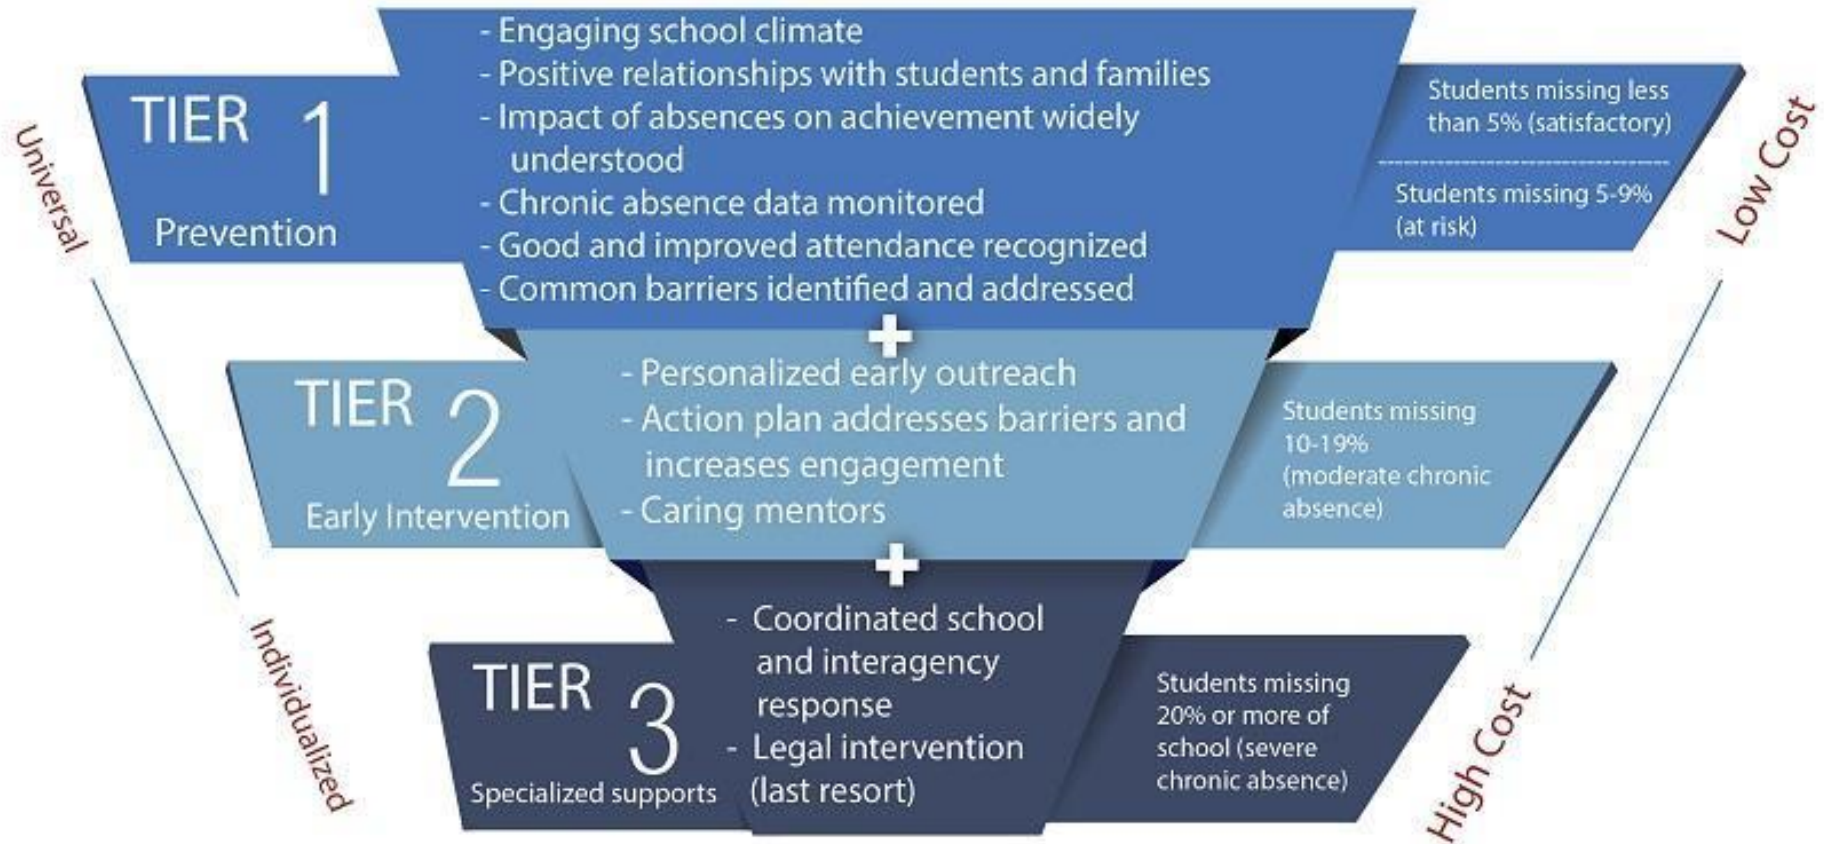 - Engaging school climate
- Positive relationships with students and families
- Impact of absences on achievement widely
understood
- Chronic absence data monitored
- Good and improved attendance recognized
- Common barriers identified and addressed
TIER 1
Prevention
Students missing less
than 5% (satisfactory)
Students missing 5-9%
(at risk)
Universal
Low Cost
+
TIER 2
Early Intervention
- Personalized early outreach
- Action plan addresses barriers and
increases engagement
- Caring mentors
Students missing
10-19%
(moderate chronic
absence)
+
TIER 3
Specialized supports
- Coordinated school
and interagency
response
- Legal intervention
(last resort)
Students missing
20% or more of
school (severe
chronic absence)
Individualized
High Cost